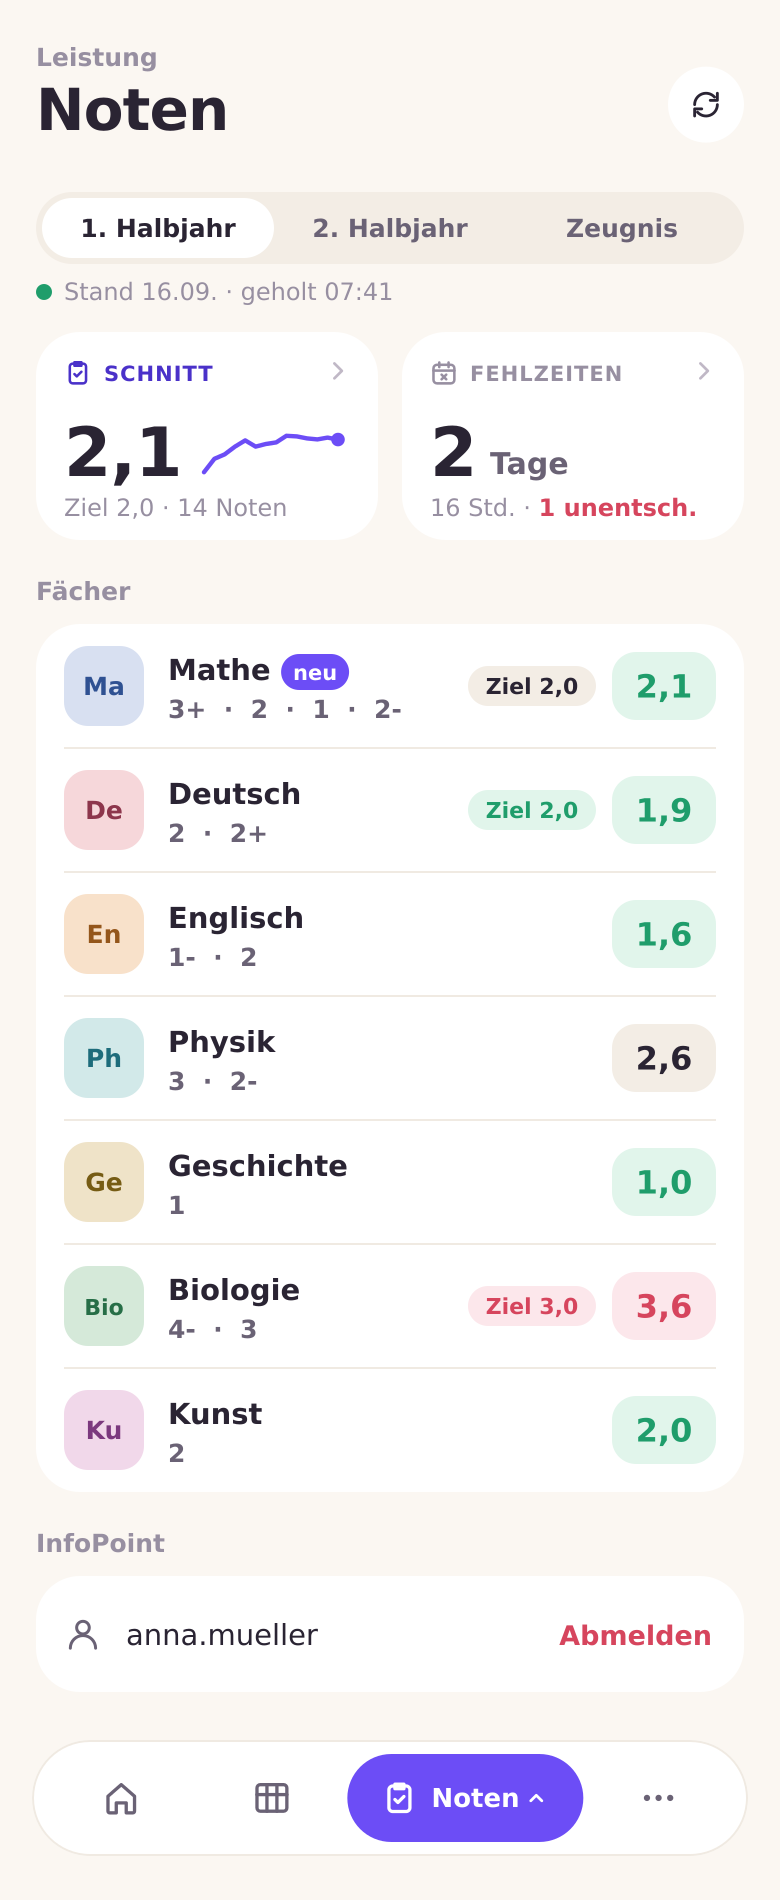 Leistung
Noten
1. Halbjahr
2. Halbjahr
Zeugnis
Stand 16.09. · geholt 07:41
SCHNITT
2,1
Ziel 2,0 · 14 Noten
FEHLZEITEN
2 Tage
16 Std. · 1 unentsch.
Fächer
Ma
Mathe neu
3+ · 2 · 1 · 2-
Ziel 2,0
2,1
De
Deutsch
2 · 2+
Ziel 2,0
1,9
En
Englisch
1- · 2
1,6
Ph
Physik
3 · 2-
2,6
Ge
Geschichte
1
1,0
Bio
Biologie
4- · 3
Ziel 3,0
3,6
Ku
Kunst
2
2,0
InfoPoint
anna.mueller
Abmelden
Noten